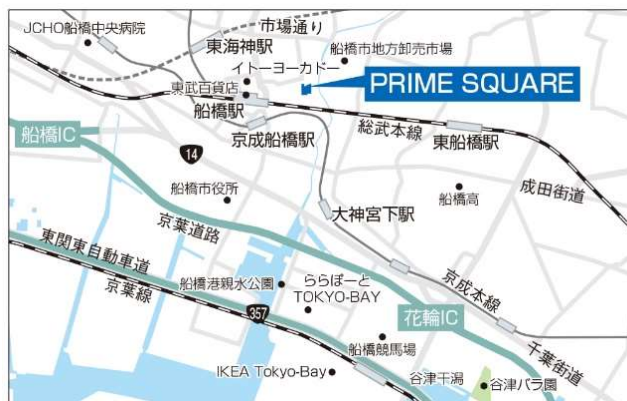 JCHO船橋中央病院
市場通り
東海神駅
船橋市地方卸売市場
イトーヨーカドー
PRIME SQUARE
東武百貨店
船橋駅
京成船橋駅
総武本線
東船橋駅
船橋IC
14
成田街道
船橋高
船橋市役所
大神宮下駅
京葉道路
東関東自動車道
京葉線
船橋港親水公園
ららぽーと
TOKYO-BAY
京成本線
357
花輪IC
船橋競馬場
千葉街道
IKEA Tokyo-Bay
谷津干潟
谷津バラ園